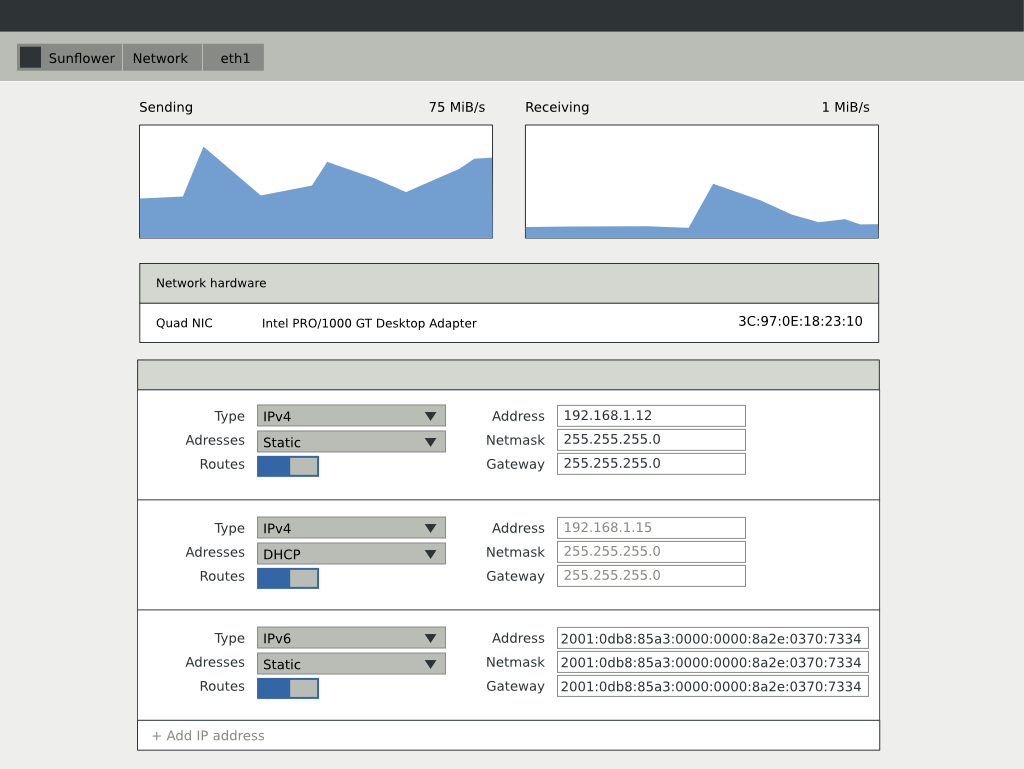 Sunflower Network eth1
Sending 75 MiB/s Receiving 1 MiB/s
Network hardware
Quad NIC Intel PRO/1000 GT Desktop Adapter 3C:97:0E:18:23:10
Type IPv4 Address 192.168.1.12
Adresses Static Netmask 255.255.255.0
Routes Gateway 255.255.255.0
Type IPv4 Address 192.168.1.15
Adresses DHCP Netmask 255.255.255.0
Routes Gateway 255.255.255.0
Type IPv6 Address 2001:0db8:85a3:0000:0000:8a2e:0370:7334
Adresses Static Netmask 2001:0db8:85a3:0000:0000:8a2e:0370:7334
Routes Gateway 2001:0db8:85a3:0000:0000:8a2e:0370:7334
+ Add IP address